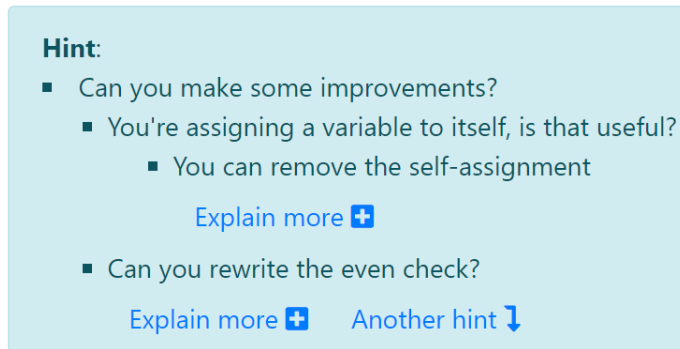 Hint:
Can you make some improvements?
You're assigning a variable to itself, is that useful?
You can remove the self-assignment
Explain more
Can you rewrite the even check?
Explain more Another hint